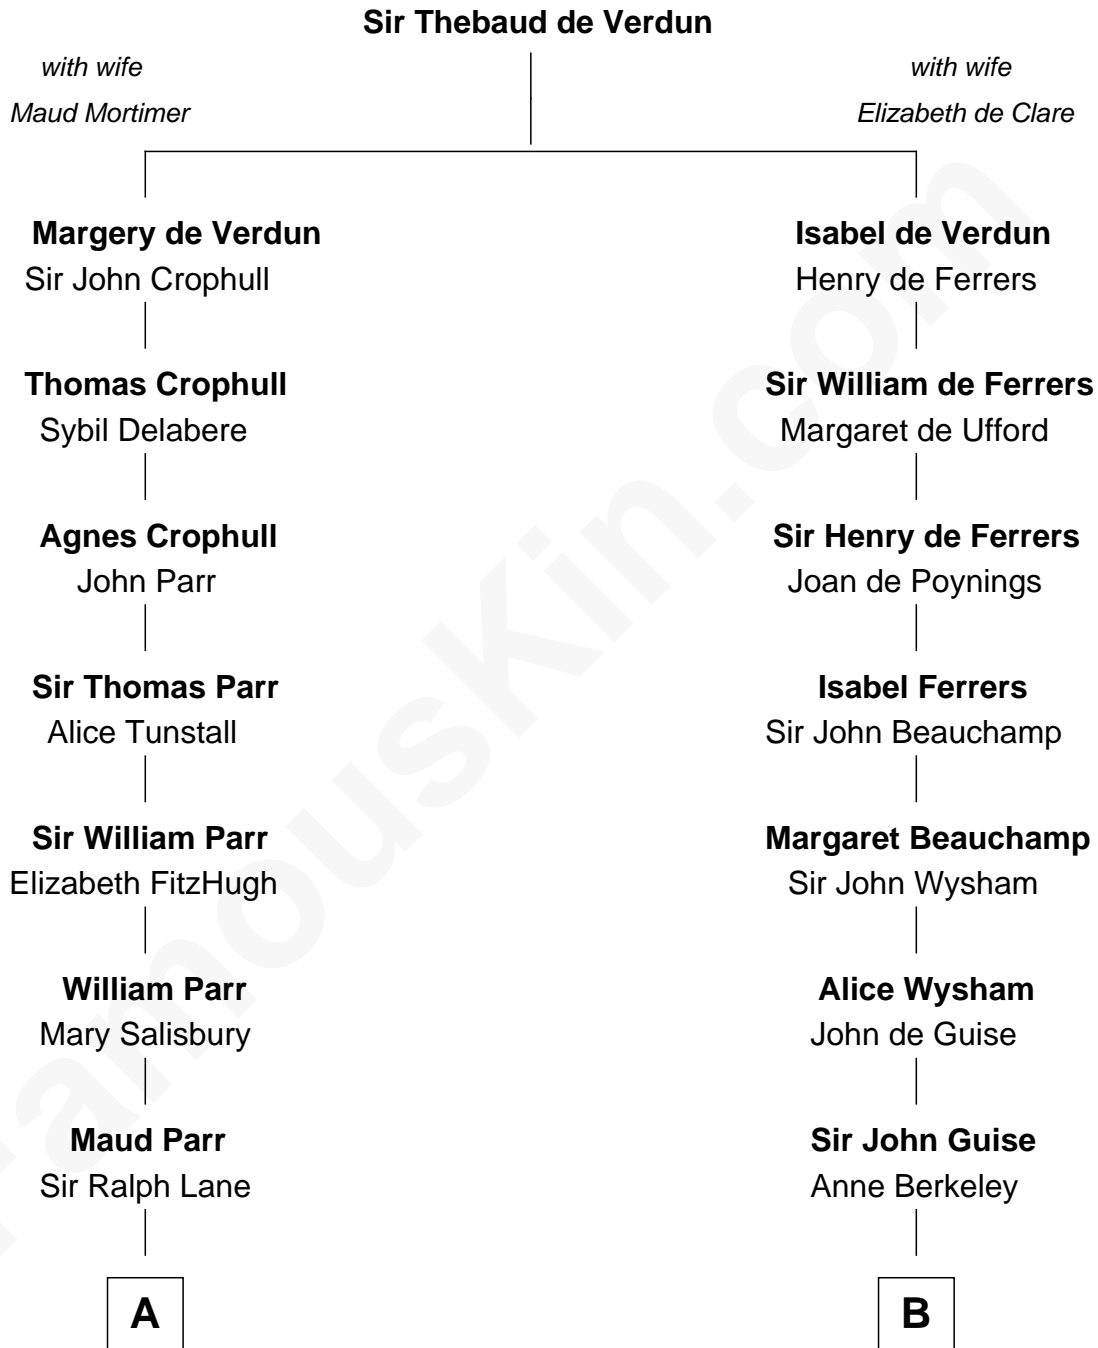 Sir Thebaud de Verdun
with wife
Maud Mortimer
with wife
Elizabeth de Clare
Margery de Verdun
Sir John Crophull
Isabel de Verdun
Henry de Ferrers
Thomas Crophull
Sybil Delabere
Sir William de Ferrers
Margaret de Ufford
Agnes Crophull
John Parr
Sir Henry de Ferrers
Joan de Poynings
Sir Thomas Parr
Alice Tunstall
Isabel Ferrers
Sir John Beauchamp
Sir William Parr
Elizabeth FitzHugh
Margaret Beauchamp
Sir John Wysham
William Parr
Mary Salisbury
Alice Wysham
John de Guise
Maud Parr
Sir Ralph Lane
Sir John Guise
Anne Berkeley
A
B
FamousKin.com